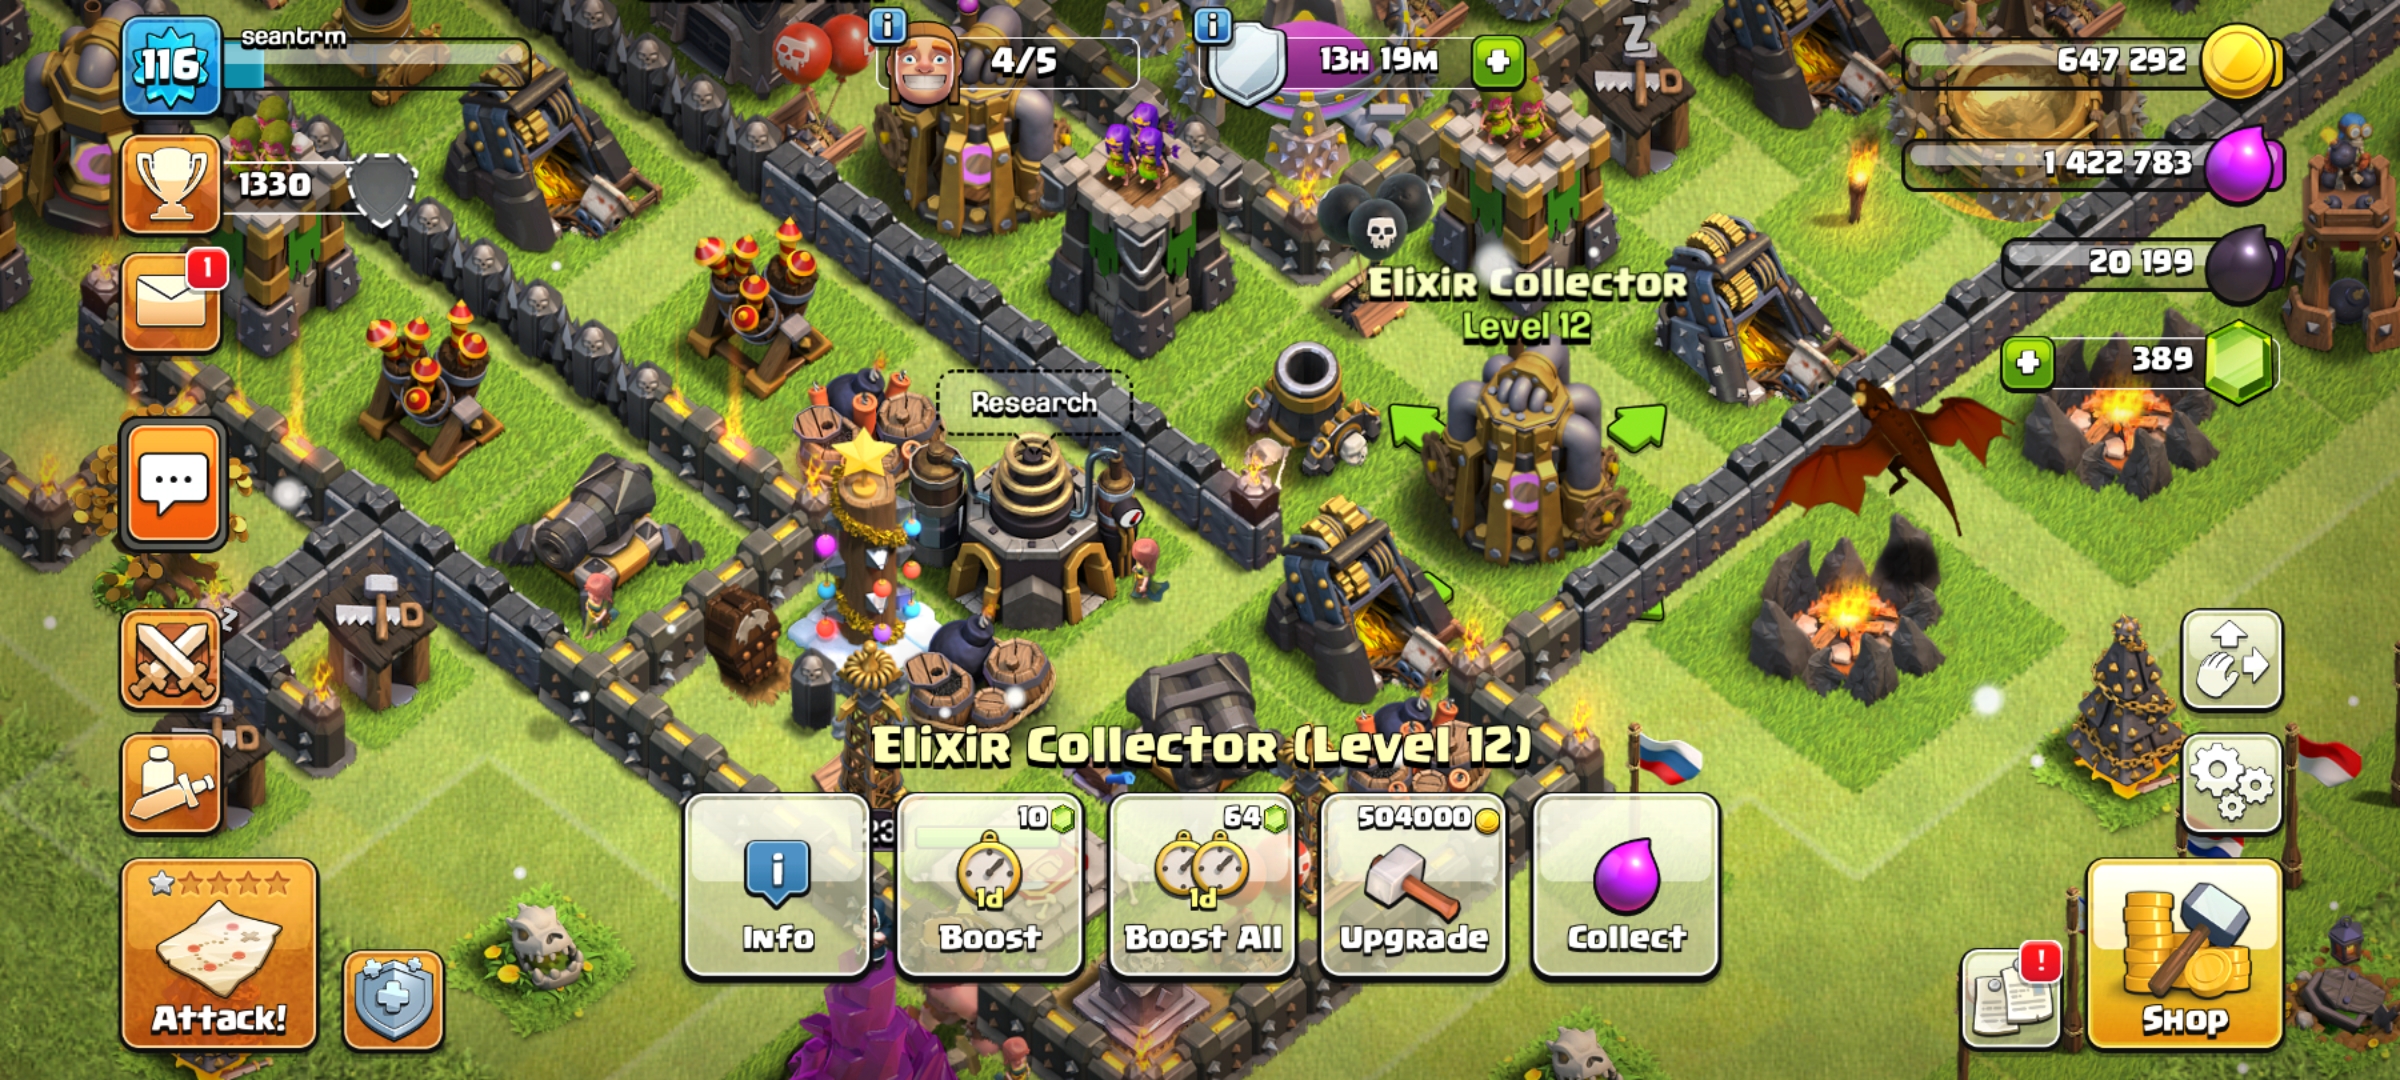 116
seantrm
4/5
13H 19M
647 292
1330
1 422 783
1
20 199
Elixir Collector
Level 12
389
Research
Elixir Collector (Level 12)
10
64
504000
1d
1d
Info
Boost
Boost All
Upgrade
Collect
Attack!
!
Shop